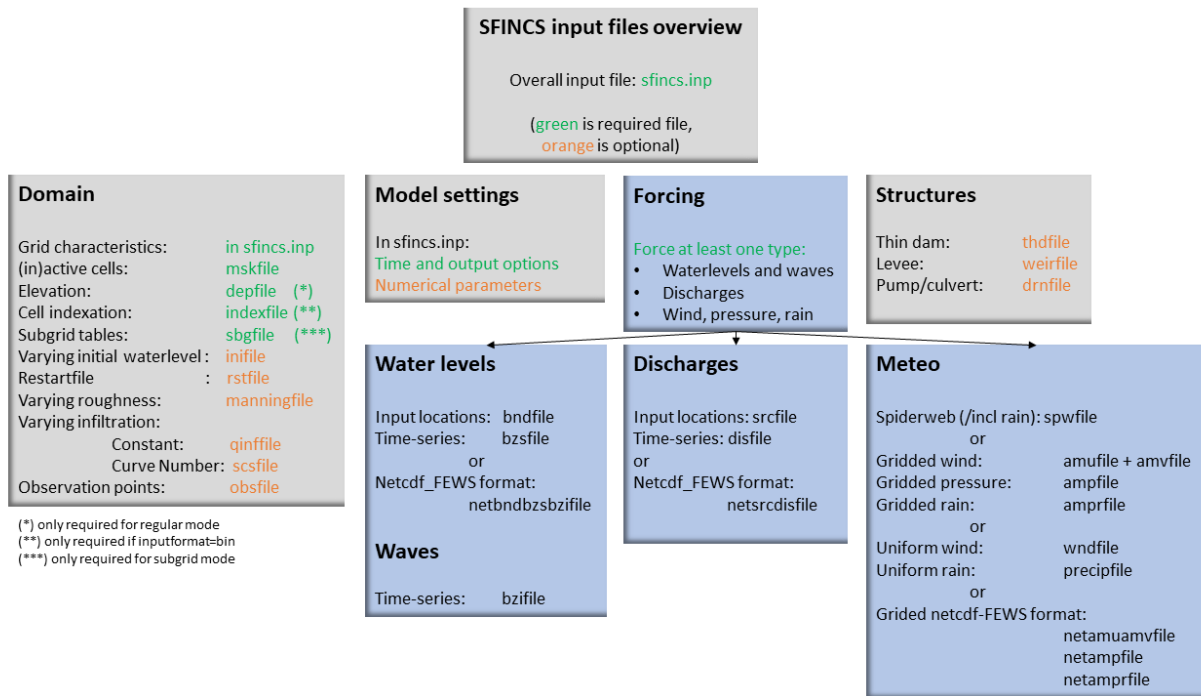 SFINCS input files overview
Overall input file: sfincs.inp
(green is required file,
orange is optional)
Domain
Grid characteristics: in sfincs.inp
(in)active cells: mskfile
Elevation: depfile (*)
Cell indexation: indexfile (**)
Subgrid tables: sbgfile (***)
Varying initial waterlevel : inifile
Restartfile : rstfile
Varying roughness: manningfile
Varying infiltration:
Constant: qinffile
Curve Number: scsfile
Observation points: obsfile
(*) only required for regular mode
(**) only required if inputformat=bin
(***) only required for subgrid mode
Model settings
In sfincs.inp:
Time and output options
Numerical parameters
Forcing
Force at least one type:
• Waterlevels and waves
• Discharges
• Wind, pressure, rain
Structures
Thin dam: thdfile
Levee: weirfile
Pump/culvert: drnfile
Water levels
Input locations: bndfile
Time-series: bzsfile
or
Netcdf_FEWS format:
netbndbzsbzifile
Waves
Time-series: bzifile
Discharges
Input locations: srcfile
Time-series: disfile
or
Netcdf_FEWS format:
netsrcdisfile
Meteo
Spiderweb (/incl rain): spwfile
or
Gridded wind: amufile + amvfile
Gridded pressure: ampfile
Gridded rain: amprfile
or
Uniform wind: wndfile
Uniform rain: precipfile
or
Grided netcdf-FEWS format:
netamuamvfile
netampfile
netamprfile